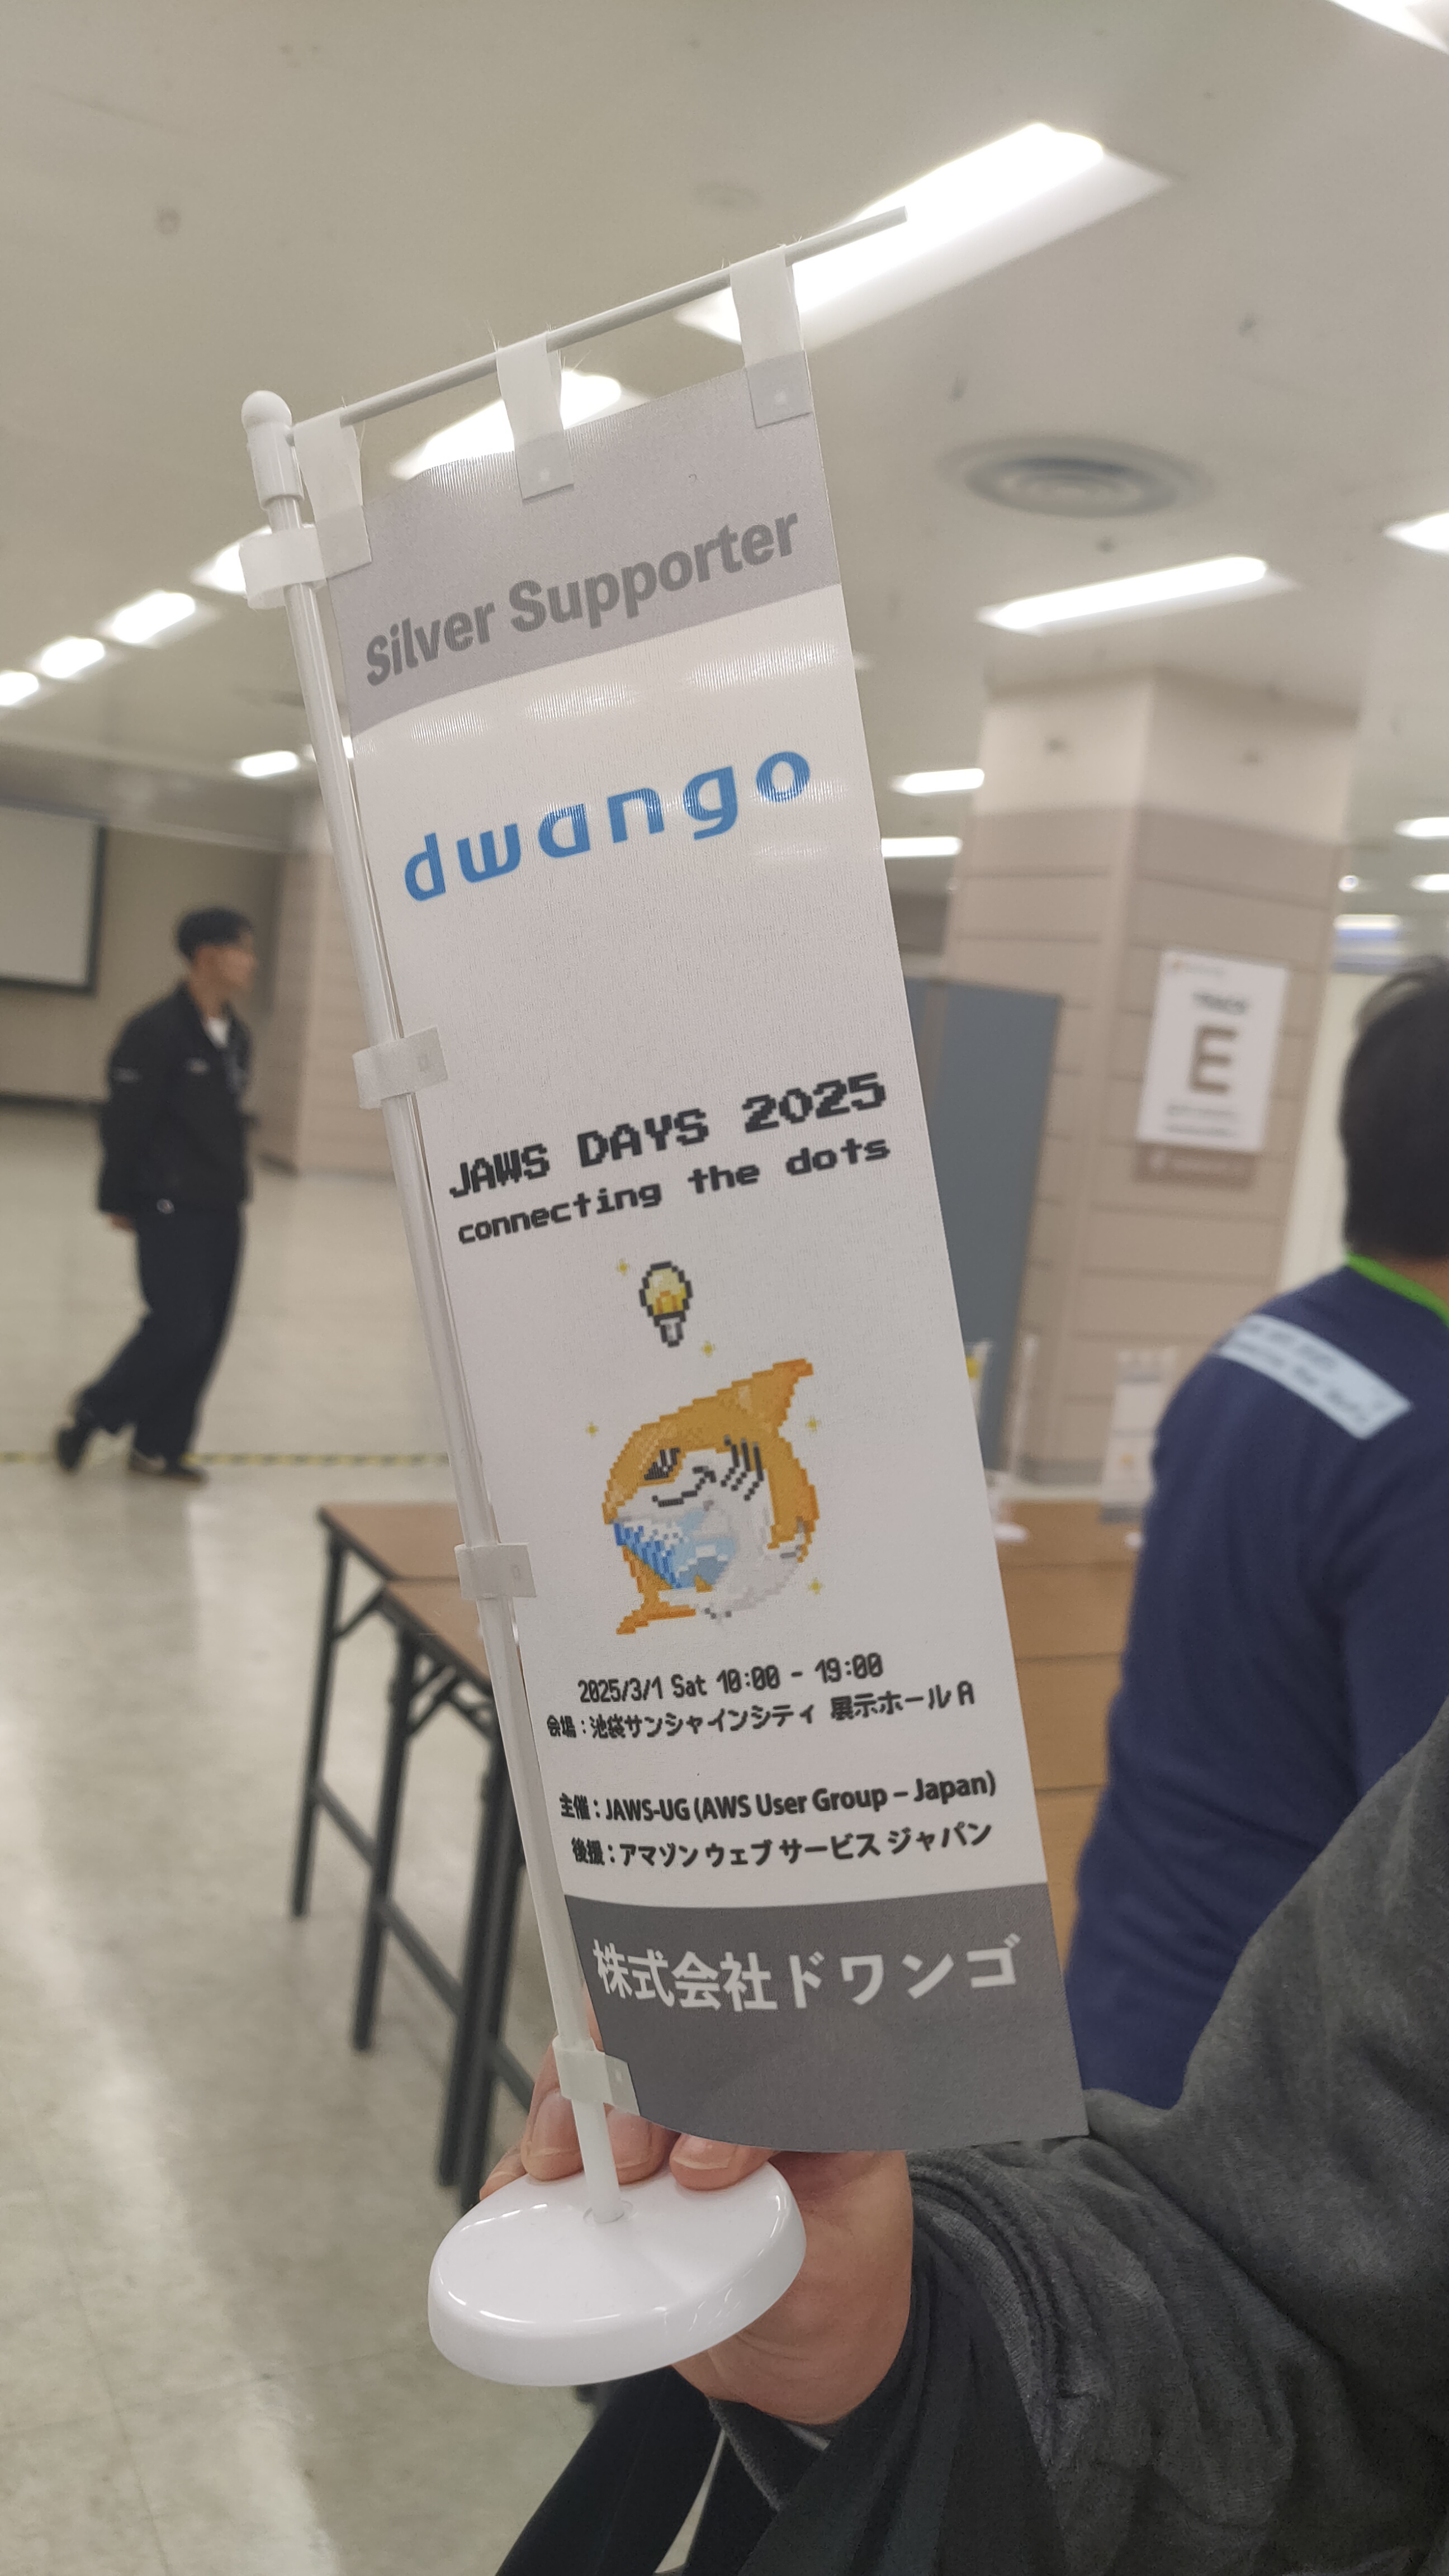 Silver Supporter
dwango
JAWS DAYS 2025
connecting the dots
2025/3/1 Sat 10:00 - 19:00
会場：池袋サンシャインシティ 展示ホールA
主催：JAWS-UG (AWS User Group – Japan)
後援：アマゾン ウェブ サービス ジャパン
株式会社ドワンゴ
TRACK
E